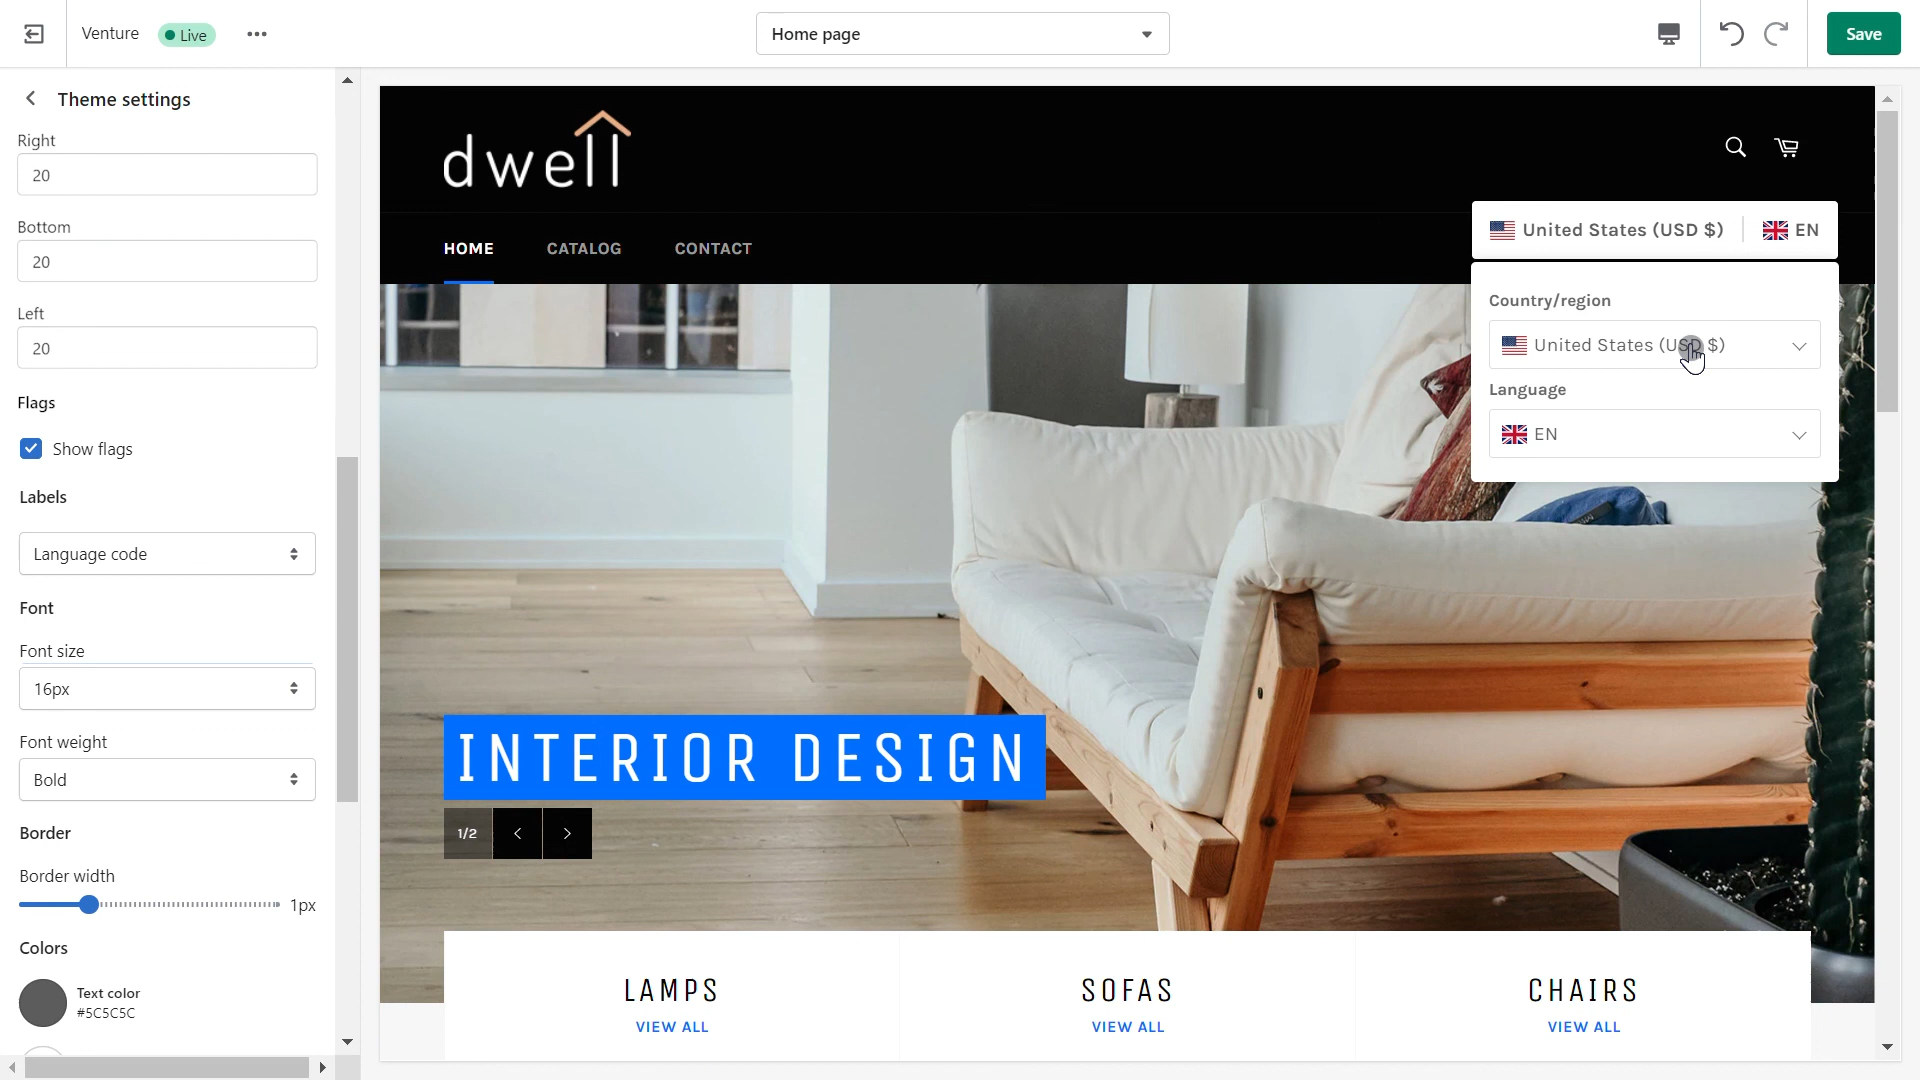 Venture
Live
Home page
Save
Theme settings
Right
20
Bottom
20
Left
20
Flags
Show flags
Labels
Language code
Font
Font size
16px
Font weight
Bold
Border
Border width
1px
Colors
Text color
#5C5C5C
dwell
HOME CATALOG CONTACT
United States (USD $) EN
Country/region
United States (USD $)
Language
EN
INTERIOR DESIGN
1/2
LAMPS
VIEW ALL
SOFAS
VIEW ALL
CHAIRS
VIEW ALL